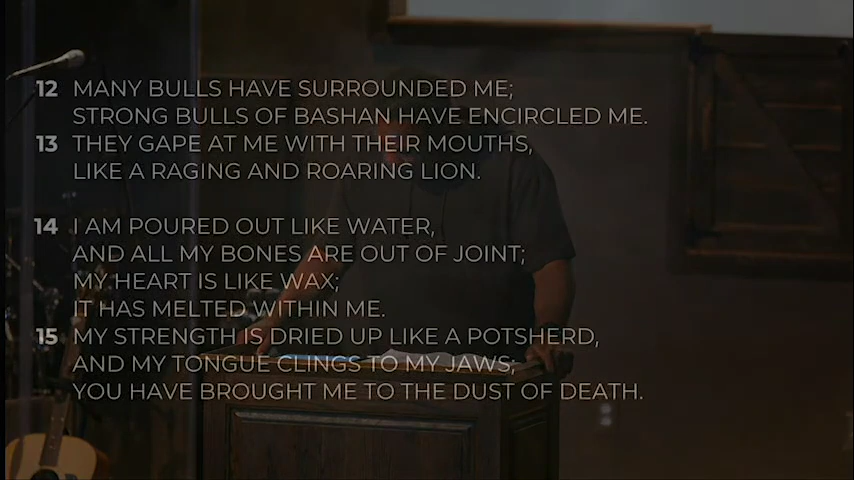 12 MANY BULLS HAVE SURROUNDED ME;
STRONG BULLS OF BASHAN HAVE ENCIRCLED ME.
13 THEY GAPE AT ME WITH THEIR MOUTHS,
LIKE A RAGING AND ROARING LION.
14 I AM POURED OUT LIKE WATER,
AND ALL MY BONES ARE OUT OF JOINT;
MY HEART IS LIKE WAX;
IT HAS MELTED WITHIN ME.
15 MY STRENGTH IS DRIED UP LIKE A POTSHERD,
AND MY TONGUE CLINGS TO MY JAWS;
YOU HAVE BROUGHT ME TO THE DUST OF DEATH.